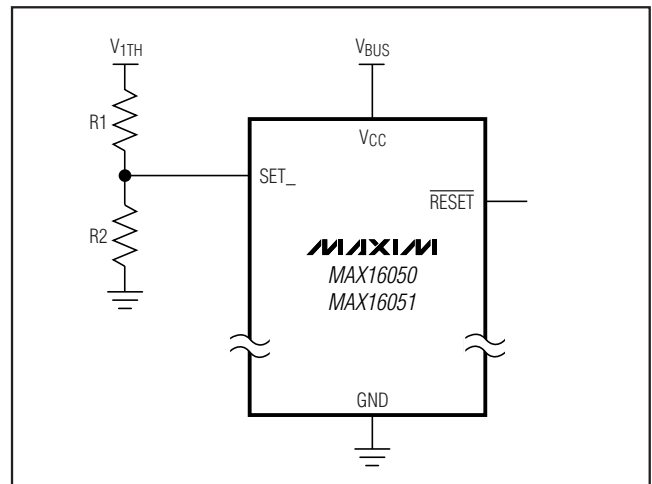 V1TH
VBUS
R1
VCC
SET_
RESET
R2
MAXIM
MAX16050
MAX16051
GND